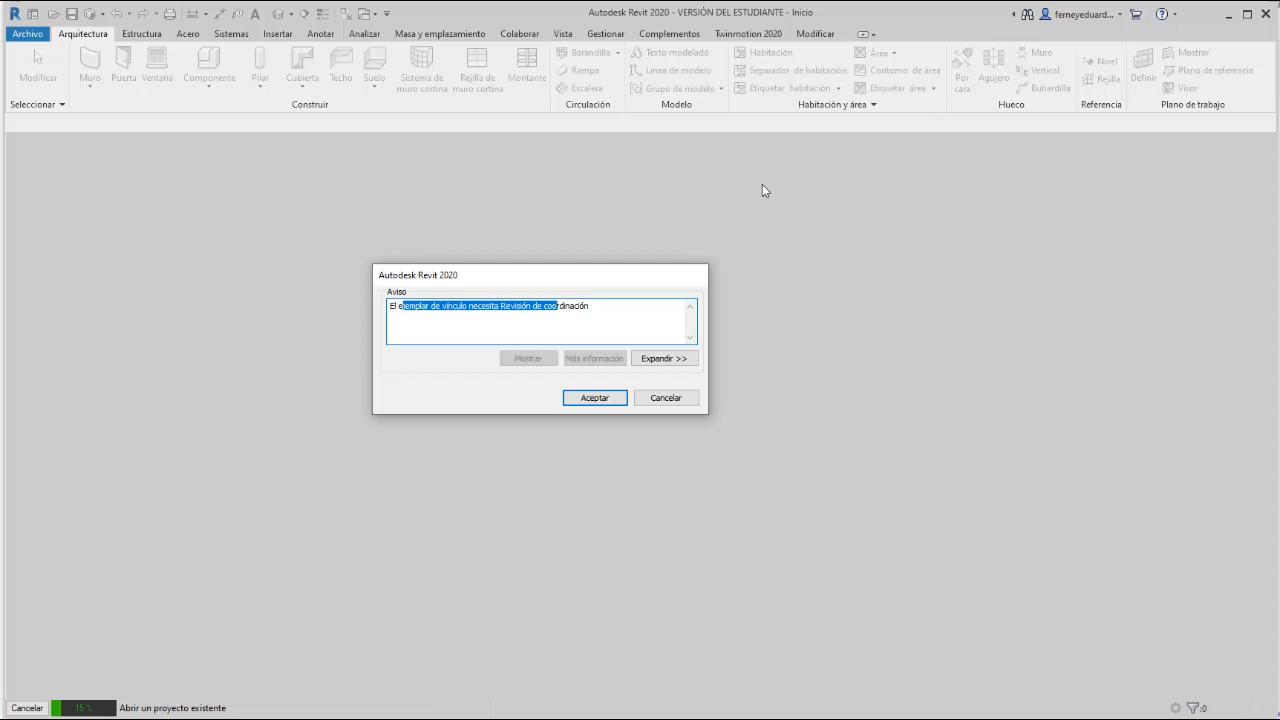 Autodesk Revit 2020 - VERSIÓN DEL ESTUDIANTE - Inicio
ferneyeduard...
Archivo Arquitectura Estructura Acero Sistemas Insertar Anotar Analizar Masa y emplazamiento Colaborar Vista Gestionar Complementos Twinmotion 2020 Modificar
Modificar
Muro
Puerta
Ventana
Componente
Pilar
Cubierta
Techo
Suelo
Sistema de
muro cortina
Rejilla de
muro cortina
Montante
Barandilla
Rampa
Escalera
Texto modelado
Línea de modelo
Grupo de modelo
Habitación
Separador de habitación
Etiquetar habitación
Área
Contorno de área
Etiquetar área
Por
cara
Agujero
Muro
Vertical
Buhardilla
Nivel
Rejilla
Definir
Mostrar
Plano de referencia
Visor
Seleccionar Construir Circulación Modelo Habitación y área Hueco Referencia Plano de trabajo
Autodesk Revit 2020
Aviso
El ejemplar de vínculo necesita Revisión de coordinación
Mostrar Más información Expandir >>
Aceptar Cancelar
Cancelar 15 % Abrir un proyecto existente :0